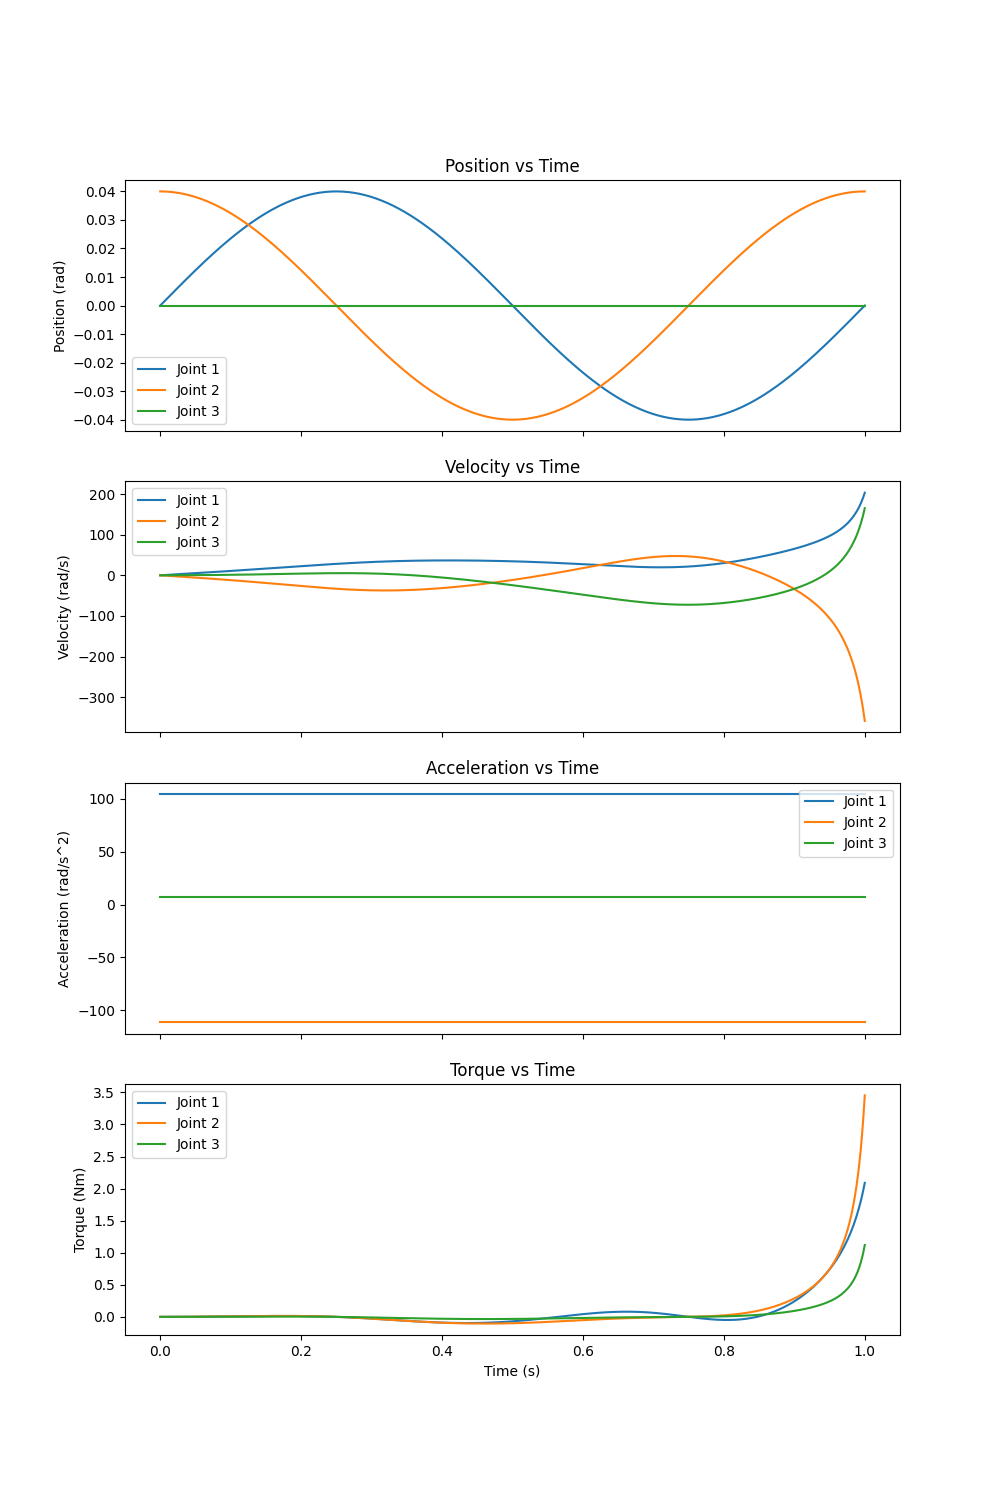 Position vs Time
Position (rad)
0.04
0.03
0.02
0.01
0.00
−0.01
−0.02
−0.03
−0.04
Joint 1
Joint 2
Joint 3
Velocity vs Time
Velocity (rad/s)
200
100
0
−100
−200
−300
Joint 1
Joint 2
Joint 3
Acceleration vs Time
Acceleration (rad/s^2)
100
50
0
−50
−100
Joint 1
Joint 2
Joint 3
Torque vs Time
Torque (Nm)
3.5
3.0
2.5
2.0
1.5
1.0
0.5
0.0
Joint 1
Joint 2
Joint 3
0.0 0.2 0.4 0.6 0.8 1.0
Time (s)